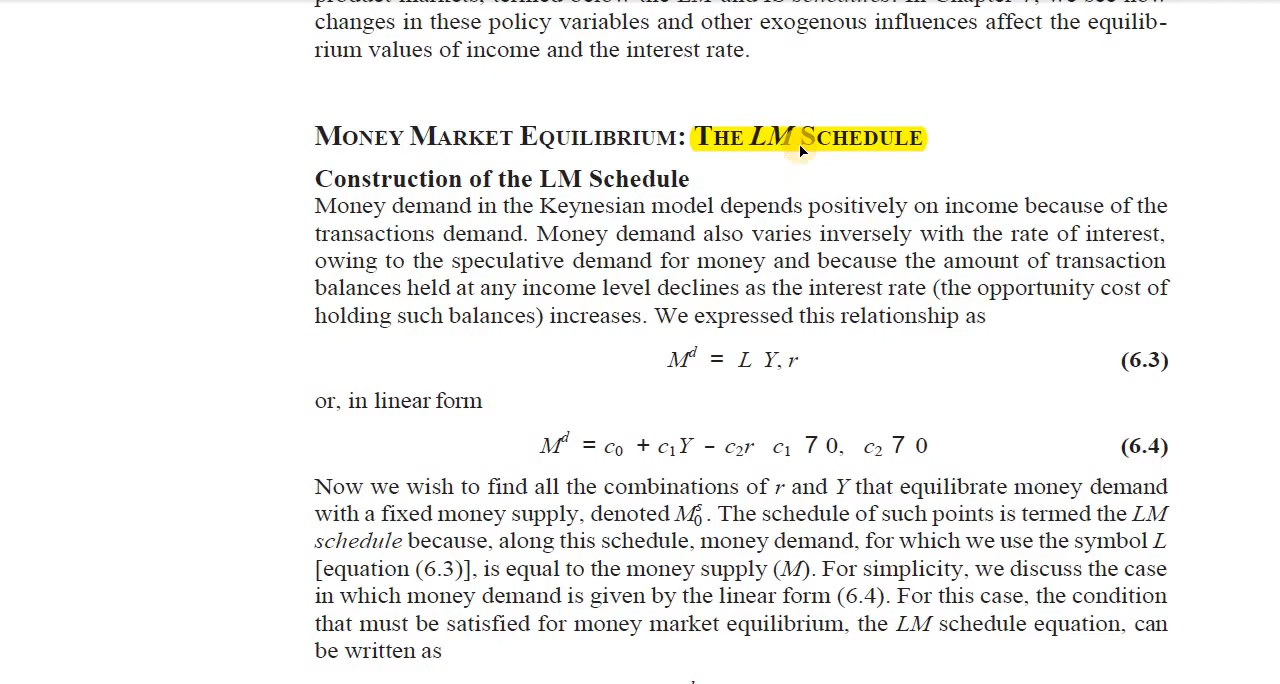 changes in these policy variables and other exogenous influences affect the equilib-
rium values of income and the interest rate.
MONEY MARKET EQUILIBRIUM: THE LM SCHEDULE
Construction of the LM Schedule
Money demand in the Keynesian model depends positively on income because of the
transactions demand. Money demand also varies inversely with the rate of interest,
owing to the speculative demand for money and because the amount of transaction
balances held at any income level declines as the interest rate (the opportunity cost of
holding such balances) increases. We expressed this relationship as
Mᵈ = L Y, r (6.3)
or, in linear form
Mᵈ = c₀ + c₁Y − c₂r c₁ 7 0, c₂ 7 0 (6.4)
Now we wish to find all the combinations of r and Y that equilibrate money demand
with a fixed money supply, denoted M₀ˢ. The schedule of such points is termed the LM
schedule because, along this schedule, money demand, for which we use the symbol L
[equation (6.3)], is equal to the money supply (M). For simplicity, we discuss the case
in which money demand is given by the linear form (6.4). For this case, the condition
that must be satisfied for money market equilibrium, the LM schedule equation, can
be written as